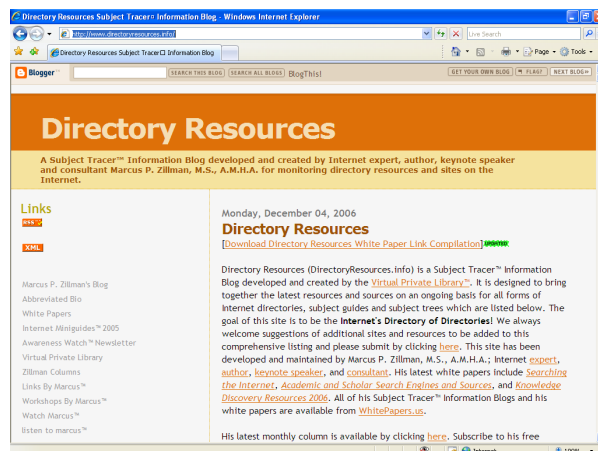 Directory Resources Subject Tracer¤ Information Blog - Windows Internet Explorer
http://www.directoryresources.info/
Live Search
Directory Resources Subject Tracer☐ Information Blog
Page
Tools
Blogger™
SEARCH THIS BLOG
SEARCH ALL BLOGS
BlogThis!
GET YOUR OWN BLOG
FLAG?
NEXT BLOG»
Directory Resources
A Subject Tracer™ Information Blog developed and created by Internet expert, author, keynote speaker
and consultant Marcus P. Zillman, M.S., A.M.H.A. for monitoring directory resources and sites on the
Internet.
Links
RSS
XML
Marcus P. Zillman's Blog
Abbreviated Bio
White Papers
Internet Miniguides™ 2005
Awareness Watch™ Newsletter
Virtual Private Library
Zillman Columns
Links By Marcus™
Workshops By Marcus™
Watch Marcus™
listen to marcus™
Monday, December 04, 2006
Directory Resources
[Download Directory Resources White Paper Link Compilation] UPDATED
Directory Resources (DirectoryResources.info) is a Subject Tracer™ Information
Blog developed and created by the Virtual Private Library™. It is designed to bring
together the latest resources and sources on an ongoing basis for all forms of
Internet directories, subject guides and subject trees which are listed below. The
goal of this site is to be the Internet's Directory of Directories! We always
welcome suggestions of additional sites and resources to be added to this
comprehensive listing and please submit by clicking here. This site has been
developed and maintained by Marcus P. Zillman, M.S., A.M.H.A.; Internet expert,
author, keynote speaker, and consultant. His latest white papers include Searching
the Internet, Academic and Scholar Search Engines and Sources, and Knowledge
Discovery Resources 2006. All of his Subject Tracer™ Information Blogs and his
white papers are available from WhitePapers.us.
His latest monthly column is available by clicking here. Subscribe to his free
Internet
100%